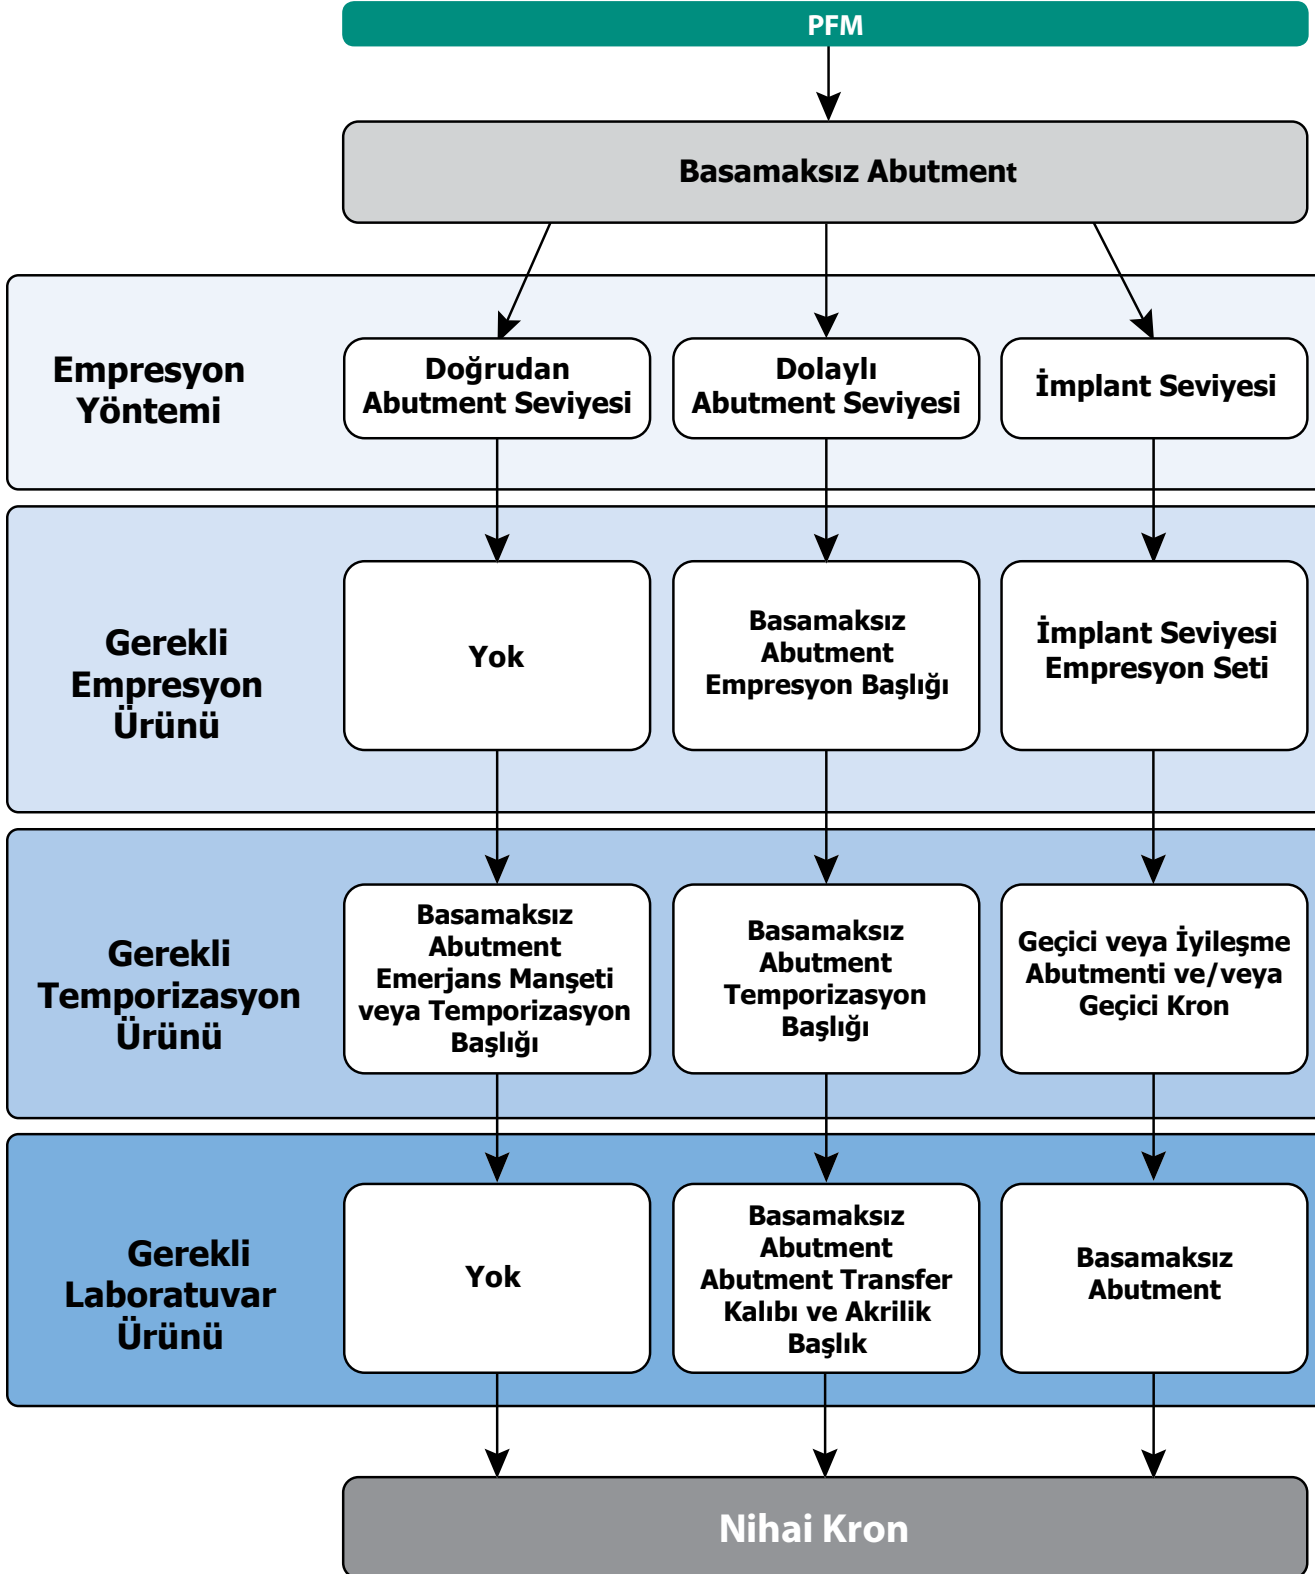 PFM
Basamaksız Abutment
Empresyon
Yöntemi
Doğrudan
Abutment Seviyesi
Dolaylı
Abutment Seviyesi
İmplant Seviyesi
Gerekli
Empresyon
Ürünü
Yok
Basamaksız
Abutment
Empresyon Başlığı
İmplant Seviyesi
Empresyon Seti
Gerekli
Temporizasyon
Ürünü
Basamaksız
Abutment
Emerjans Manşeti
veya Temporizasyon
Başlığı
Basamaksız
Abutment
Temporizasyon
Başlığı
Geçici veya İyileşme
Abutmenti ve/veya
Geçici Kron
Gerekli
Laboratuvar
Ürünü
Yok
Basamaksız
Abutment
Abutment Transfer
Kalıbı ve Akrilik
Başlık
Basamaksız
Abutment
Nihai Kron